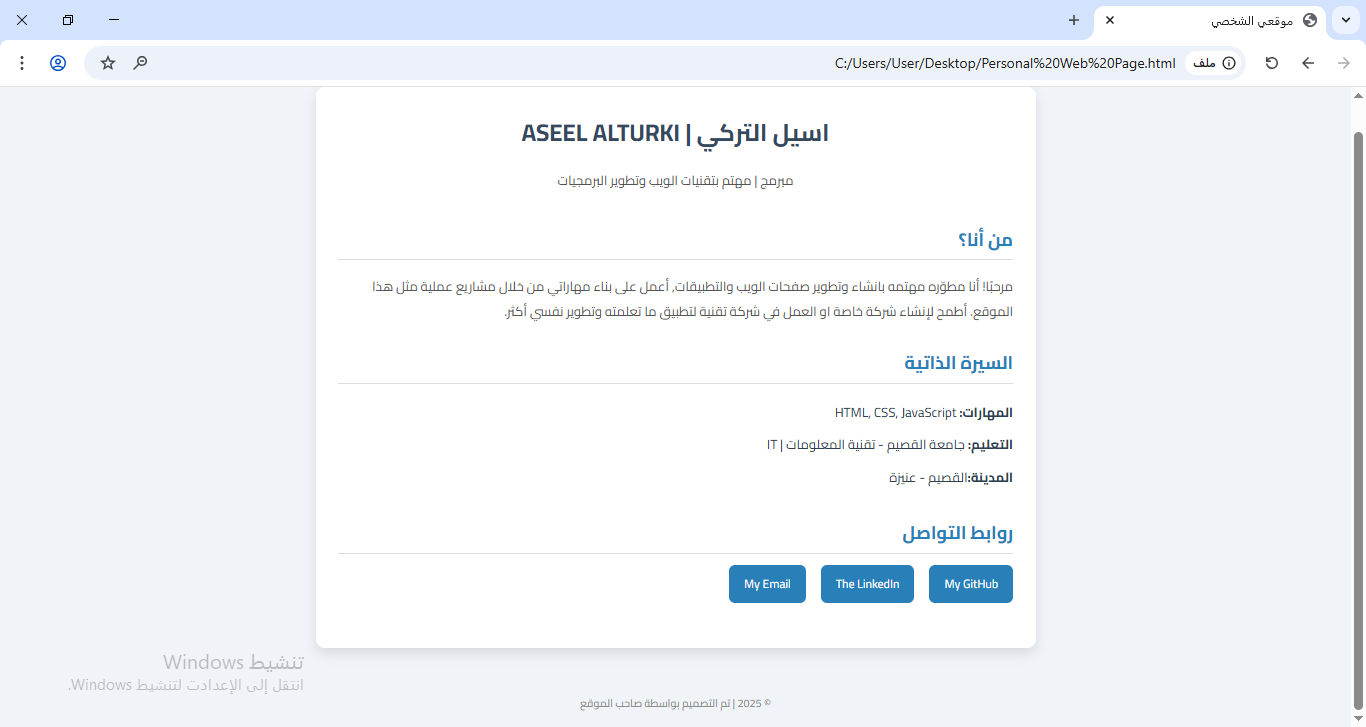 موقعي الشخصي
ملف
C:/Users/User/Desktop/Personal%20Web%20Page.html
اسيل التركي | ASEEL ALTURKI
مبرمج | مهتم بتقنيات الويب وتطوير البرمجيات
من أنا؟
مرحبًا! أنا مطوّره مهتمه بانشاء وتطوير صفحات الويب والتطبيقات, أعمل على بناء مهاراتي من خلال مشاريع عملية مثل هذا
الموقع. أطمح لإنشاء شركة خاصة او العمل في شركة تقنية لتطبيق ما تعلمته وتطوير نفسي أكثر.
السيرة الذاتية
المهارات: HTML, CSS, JavaScript
التعليم: جامعة القصيم - تقنية المعلومات | IT
المدينة:القصيم - عنيزة
روابط التواصل
My GitHub
The LinkedIn
My Email
تنشيط Windows
انتقل إلى الإعدادت لتنشيط Windows.
© 2025 | تم التصميم بواسطة صاحب الموقع